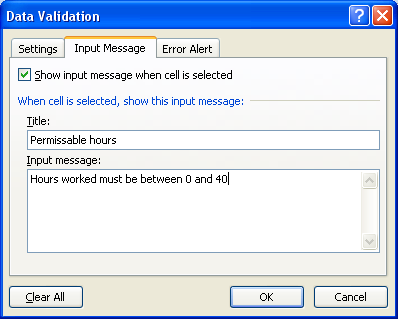 Data Validation
Settings Input Message Error Alert
Show input message when cell is selected
When cell is selected, show this input message:
Title:
Permissable hours
Input message:
Hours worked must be between 0 and 40
Clear All OK Cancel